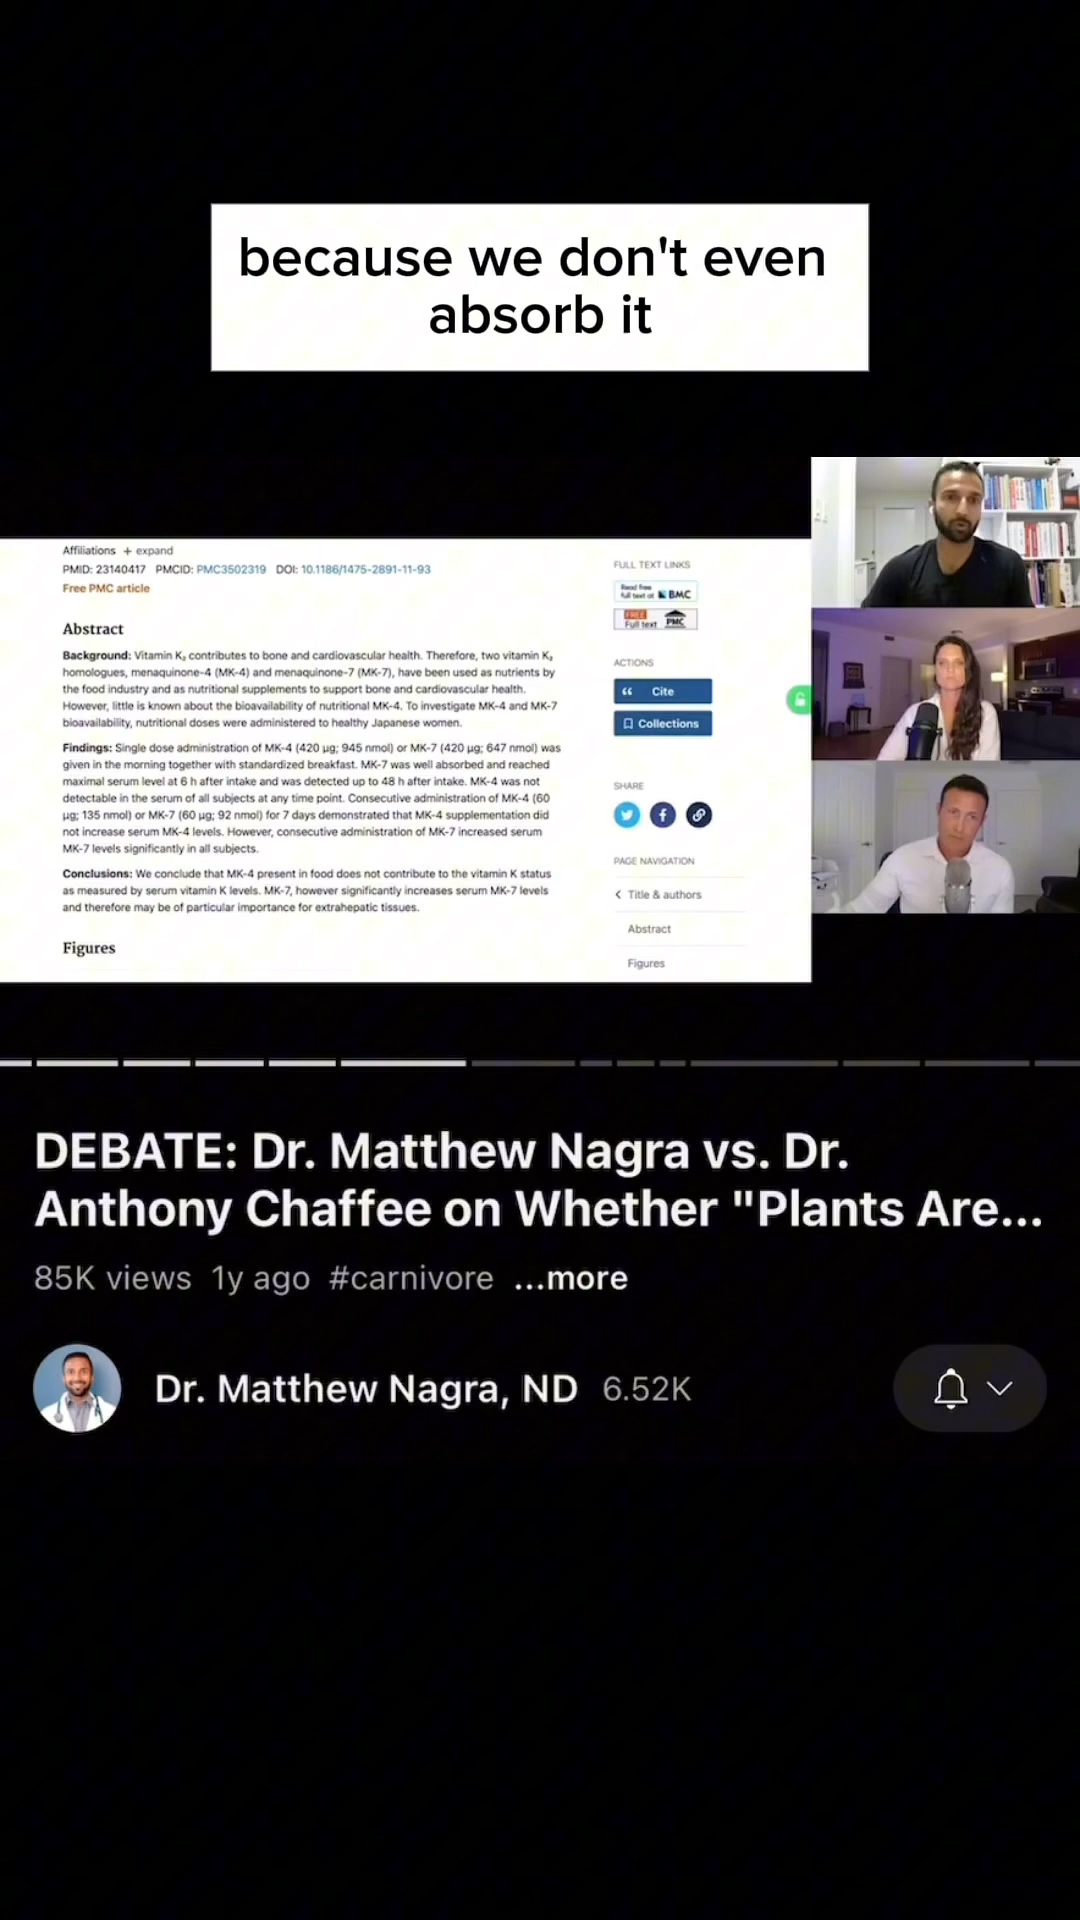 because we don't even
absorb it
Affiliations + expand
PMID: 23140417 PMCID: PMC3502319 DOI: 10.1186/1475-2891-11-93
Free PMC article
Abstract
Background: Vitamin K₂ contributes to bone and cardiovascular health. Therefore, two vitamin K₂
homologues, menaquinone-4 (MK-4) and menaquinone-7 (MK-7), have been used as nutrients by
the food industry and as nutritional supplements to support bone and cardiovascular health.
However, little is known about the bioavailability of nutritional MK-4. To investigate MK-4 and MK-7
bioavailability, nutritional doses were administered to healthy Japanese women.
Findings: Single dose administration of MK-4 (420 μg; 945 nmol) or MK-7 (420 μg; 647 nmol) was
given in the morning together with standardized breakfast. MK-7 was well absorbed and reached
maximal serum level at 6 h after intake and was detected up to 48 h after intake. MK-4 was not
detectable in the serum of all subjects at any time point. Consecutive administration of MK-4 (60
μg; 135 nmol) or MK-7 (60 μg; 92 nmol) for 7 days demonstrated that MK-4 supplementation did
not increase serum MK-4 levels. However, consecutive administration of MK-7 increased serum
MK-7 levels significantly in all subjects.
Conclusions: We conclude that MK-4 present in food does not contribute to the vitamin K status
as measured by serum vitamin K levels. MK-7, however significantly increases serum MK-7 levels
and therefore may be of particular importance for extrahepatic tissues.
Figures
FULL TEXT LINKS
Read free
full text at BMC
FREE
Full text PMC
ACTIONS
Cite
Collections
SHARE
PAGE NAVIGATION
Title & authors
Abstract
Figures
DEBATE: Dr. Matthew Nagra vs. Dr.
Anthony Chaffee on Whether "Plants Are...
85K views 1y ago #carnivore ...more
Dr. Matthew Nagra, ND 6.52K